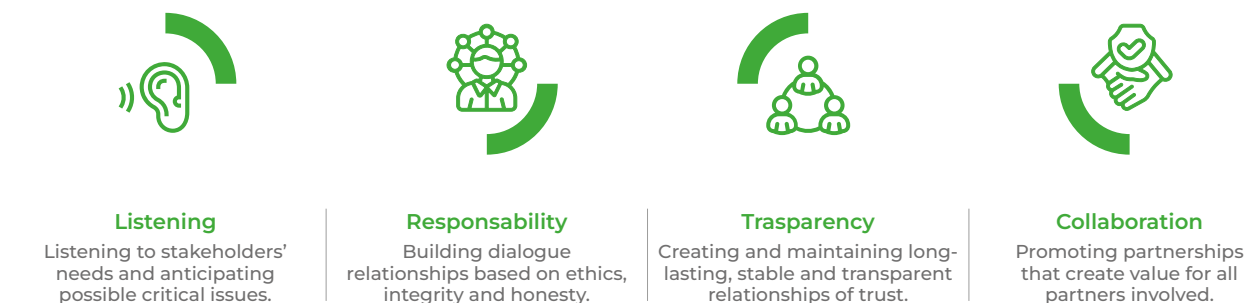 Listening
Listening to stakeholders’
needs and anticipating
possible critical issues.
Responsability
Building dialogue
relationships based on ethics,
integrity and honesty.
Trasparency
Creating and maintaining long-
lasting, stable and transparent
relationships of trust.
Collaboration
Promoting partnerships
that create value for all
partners involved.